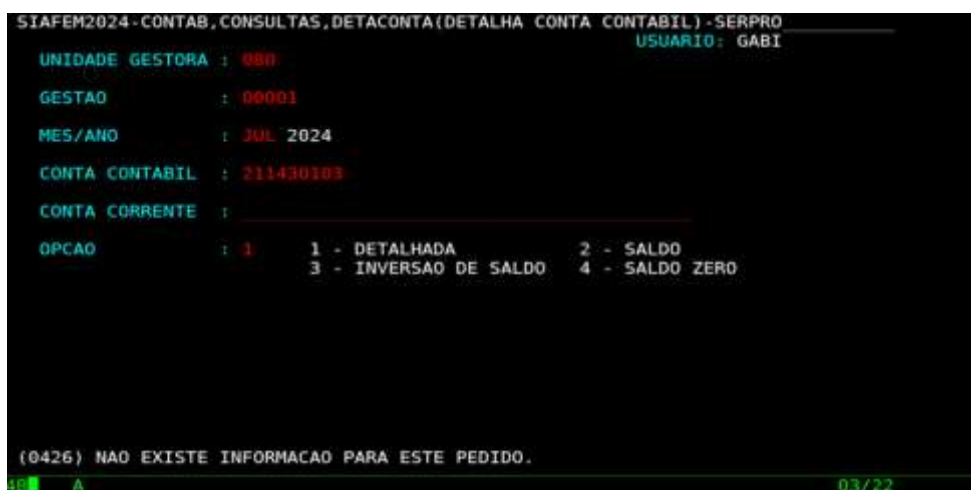 SIAFEM2024-CONTAB,CONSULTAS,DETACONTA(DETALHA CONTA CONTABIL)-SERPRO
USUARIO: GABI
UNIDADE GESTORA : 080
GESTAO : 00001
MES/ANO : JUL 2024
CONTA CONTABIL : 211430103
CONTA CORRENTE :
OPCAO : 1 1 - DETALHADA 2 - SALDO
3 - INVERSAO DE SALDO 4 - SALDO ZERO
(0426) NAO EXISTE INFORMACAO PARA ESTE PEDIDO.
A 03/22